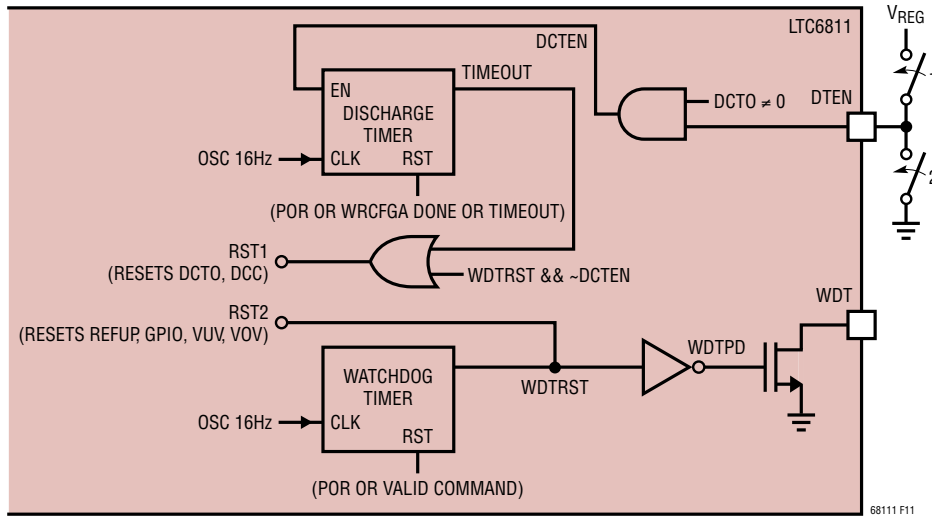 LTC6811
VREG
DCTEN
TIMEOUT
EN
DCTO ≠ 0
DTEN
1
DISCHARGE
TIMER
OSC 16Hz
CLK
RST
2
(POR OR WRCFGA DONE OR TIMEOUT)
RST1
(RESETS DCTO, DCC)
WDTRST && ~DCTEN
WDT
RST2
(RESETS REFUP, GPIO, VUV, VOV)
WDTPD
WATCHDOG
TIMER
WDTRST
OSC 16Hz
CLK
RST
(POR OR VALID COMMAND)
68111 F11